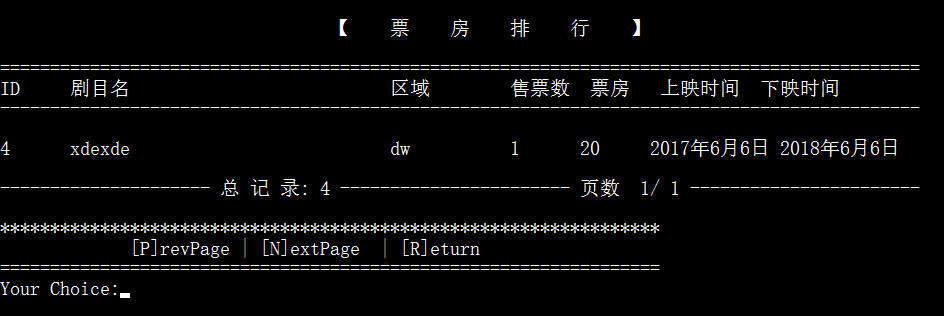 【 票 房 排 行 】
============================================================================================
ID 剧目名 区域 售票数 票房 上映时间 下映时间
--------------------------------------------------------------------------------------------
4 xdexde dw 1 20 2017年6月6日 2018年6月6日
--------------------- 总 记 录: 4 ----------------------- 页数 1/ 1 -----------------------
******************************************************************
[P]revPage | [N]extPage | [R]eturn
==================================================================
Your Choice: